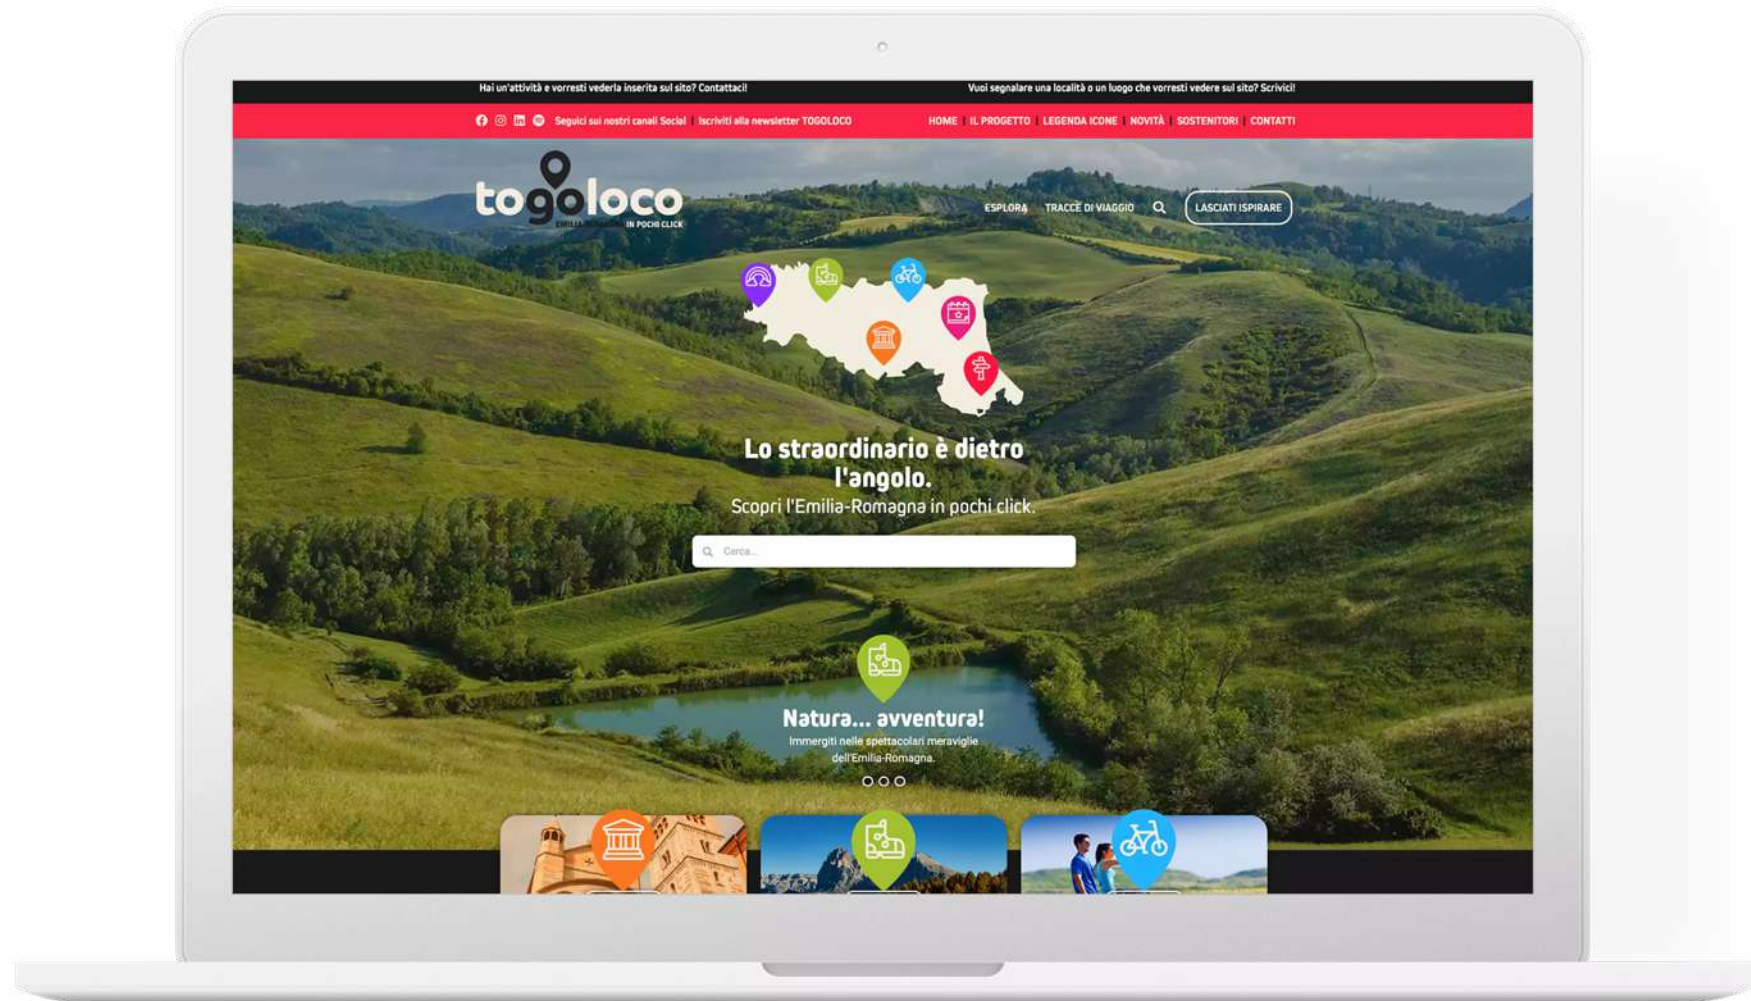 Hai un'attività e vorresti vederla inserita sul sito? Contattaci!
Vuoi segnalare una località o un luogo che vorresti vedere sul sito? Scrivici!
Seguici sui nostri canali Social | Iscriviti alla newsletter TOGOLOCO
HOME | IL PROGETTO | LEGENDA ICONE | NOVITÀ | SOSTENITORI | CONTATTI
togoloco
EMILIA-ROMAGNA IN POCHI CLICK
ESPLORA TRACCE DI VIAGGIO LASCIATI ISPIRARE
Lo straordinario è dietro
l'angolo.
Scopri l'Emilia-Romagna in pochi click.
Cerca...
Natura... avventura!
Immergiti nelle spettacolari meraviglie
dell'Emilia-Romagna.